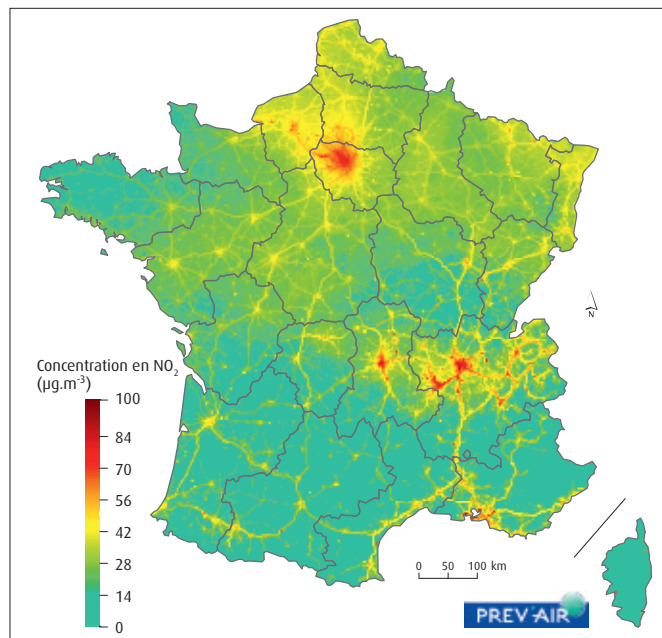 Concentration en NO₂
(µg.m⁻³)
100
84
70
56
42
28
14
0
N
0 50 100 km
PREV'AIR